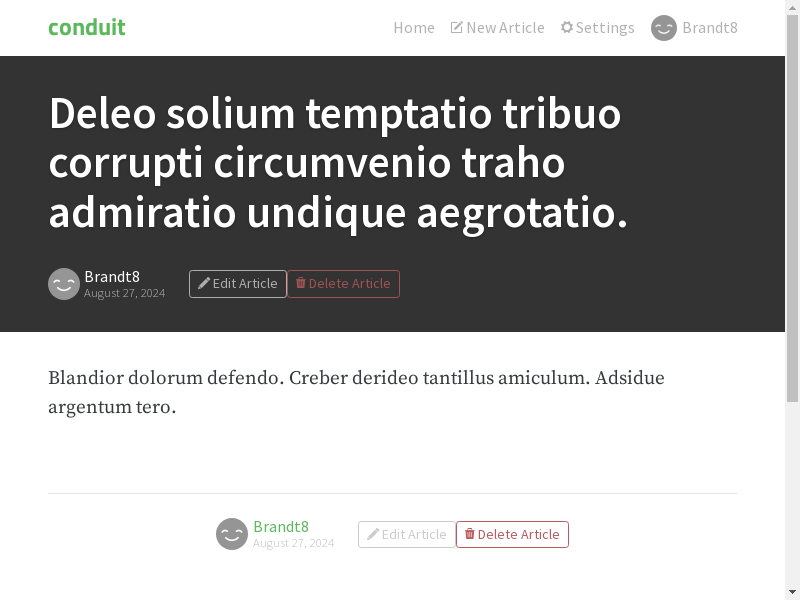 conduit
Home
New Article
Settings
Brandt8
Deleo solium temptatio tribuo
corrupti circumvenio traho
admiratio undique aegrotatio.
Brandt8
August 27, 2024
Edit Article
Delete Article
Blandior dolorum defendo. Creber derideo tantillus amiculum. Adsidue
argentum tero.
Brandt8
August 27, 2024
Edit Article
Delete Article